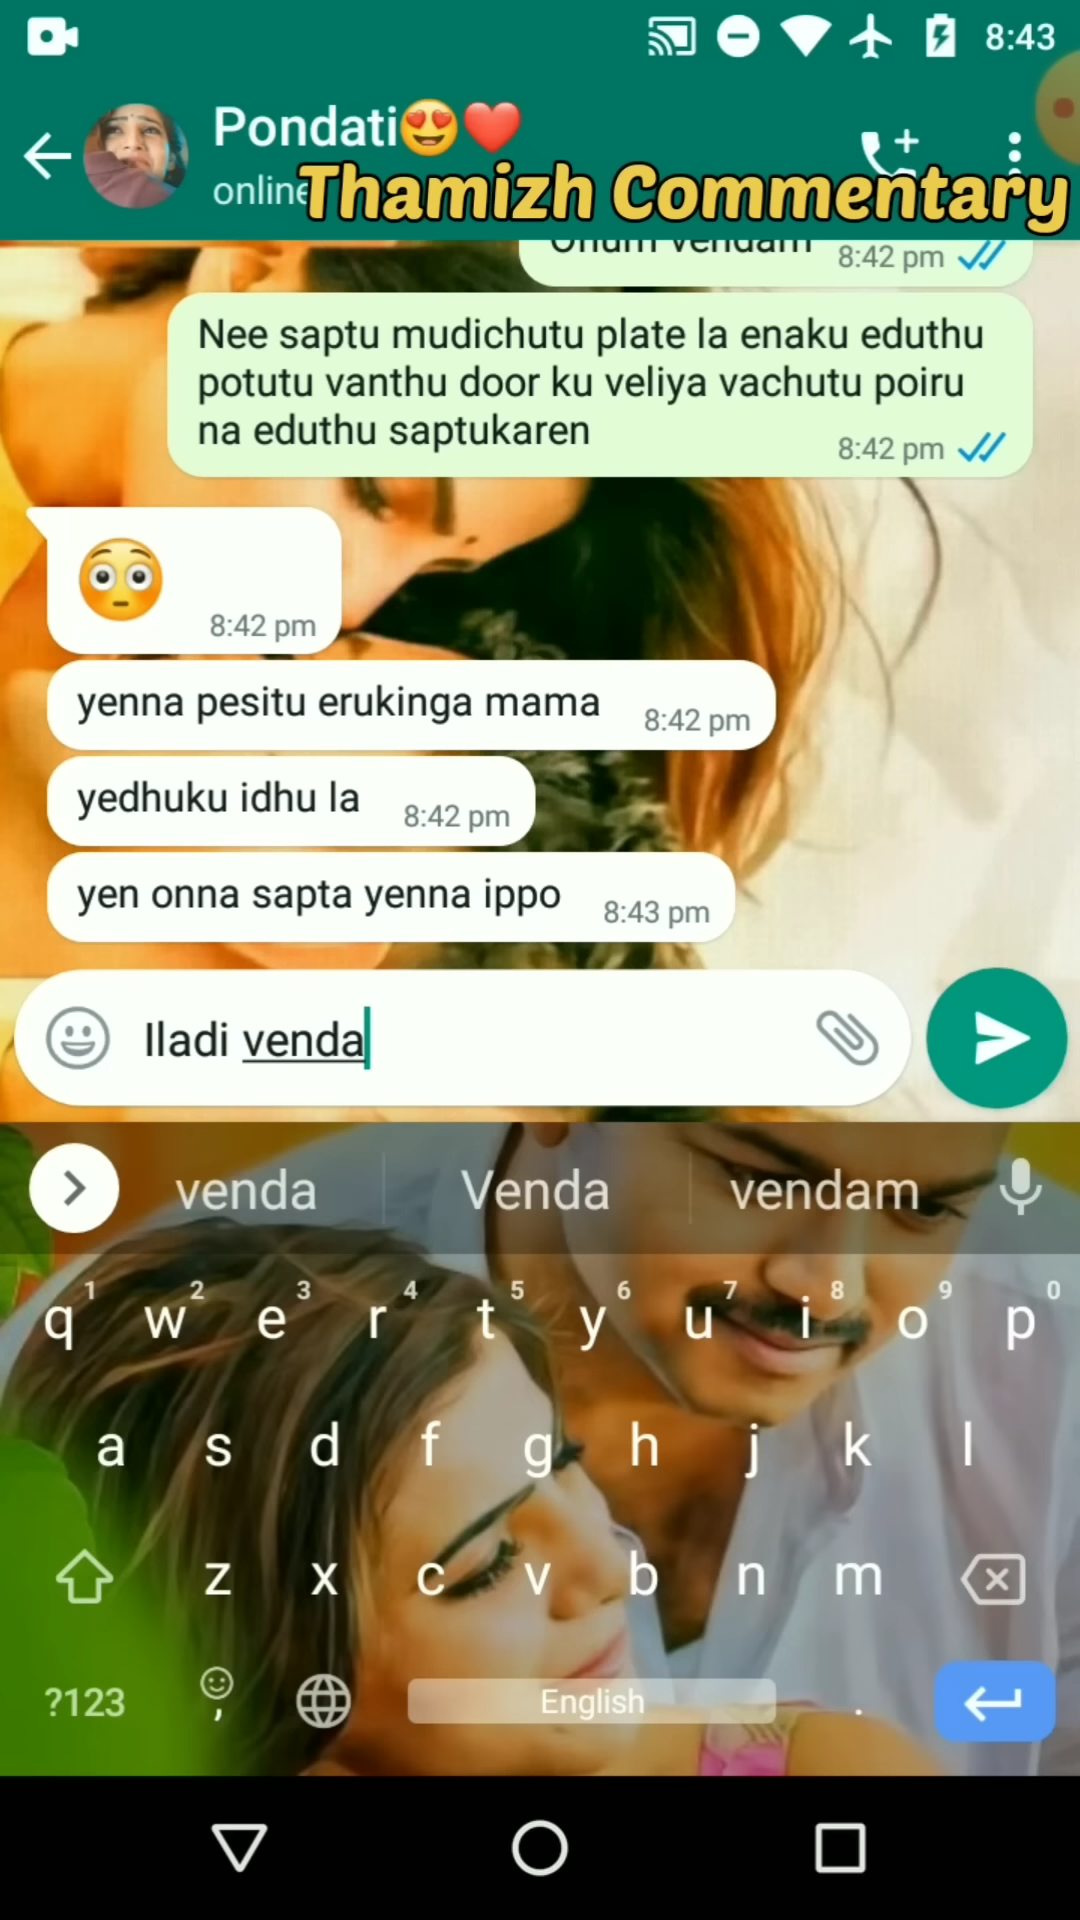 8:43
Pondati😍❤️
online
Thamizh Commentary
vendam 8:42 pm
Nee saptu mudichutu plate la enaku eduthu
potutu vanthu door ku veliya vachutu poiru
na eduthu saptukaren
8:42 pm
😳
8:42 pm
yenna pesitu erukinga mama 8:42 pm
yedhuku idhu la 8:42 pm
yen onna sapta yenna ippo 8:43 pm
Iladi venda
venda Venda vendam
1 2 3 4 5 6 7 8 9 0
q w e r t y u i o p
a s d f g h j k l
z x c v b n m
?123 , English .